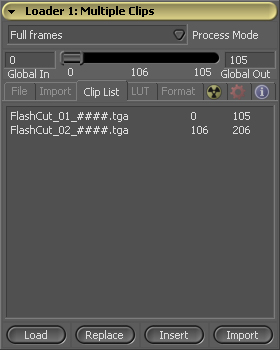 Loader 1: Multiple Clips
Full frames Process Mode
0 105
Global In 0 106 105 Global Out
File Import Clip List LUT Format
FlashCut_01_####.tga 0 105
FlashCut_02_####.tga 106 206
Load Replace Insert Import